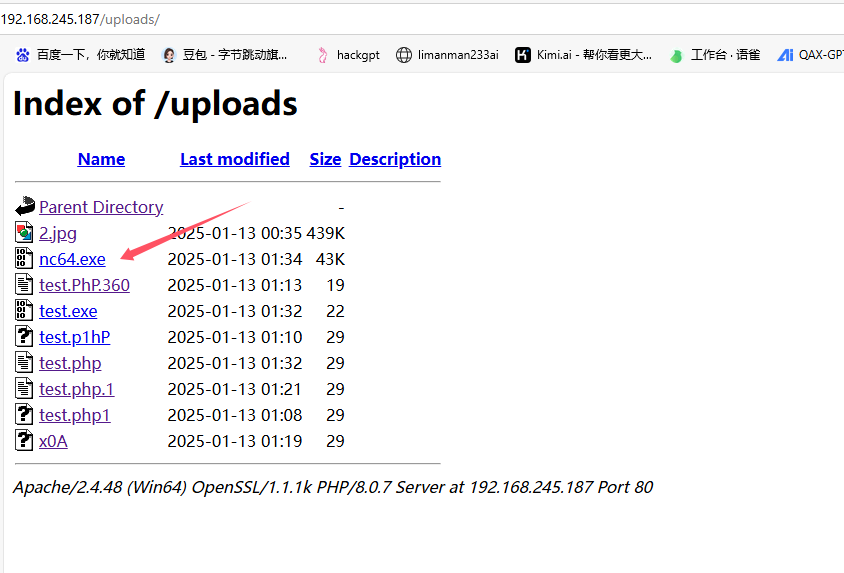 192.168.245.187/uploads/
百度一下，你就知道 豆包 - 字节跳动旗... hackgpt limanman233ai Kimi.ai - 帮你看更大... 工作台 · 语雀 QAX-GP
Index of /uploads
Name Last modified Size Description
Parent Directory -
2.jpg 2025-01-13 00:35 439K
nc64.exe 2025-01-13 01:34 43K
test.PhP.360 2025-01-13 01:13 19
test.exe 2025-01-13 01:32 22
test.p1hP 2025-01-13 01:10 29
test.php 2025-01-13 01:32 29
test.php.1 2025-01-13 01:21 29
test.php1 2025-01-13 01:08 29
x0A 2025-01-13 01:19 29
Apache/2.4.48 (Win64) OpenSSL/1.1.1k PHP/8.0.7 Server at 192.168.245.187 Port 80